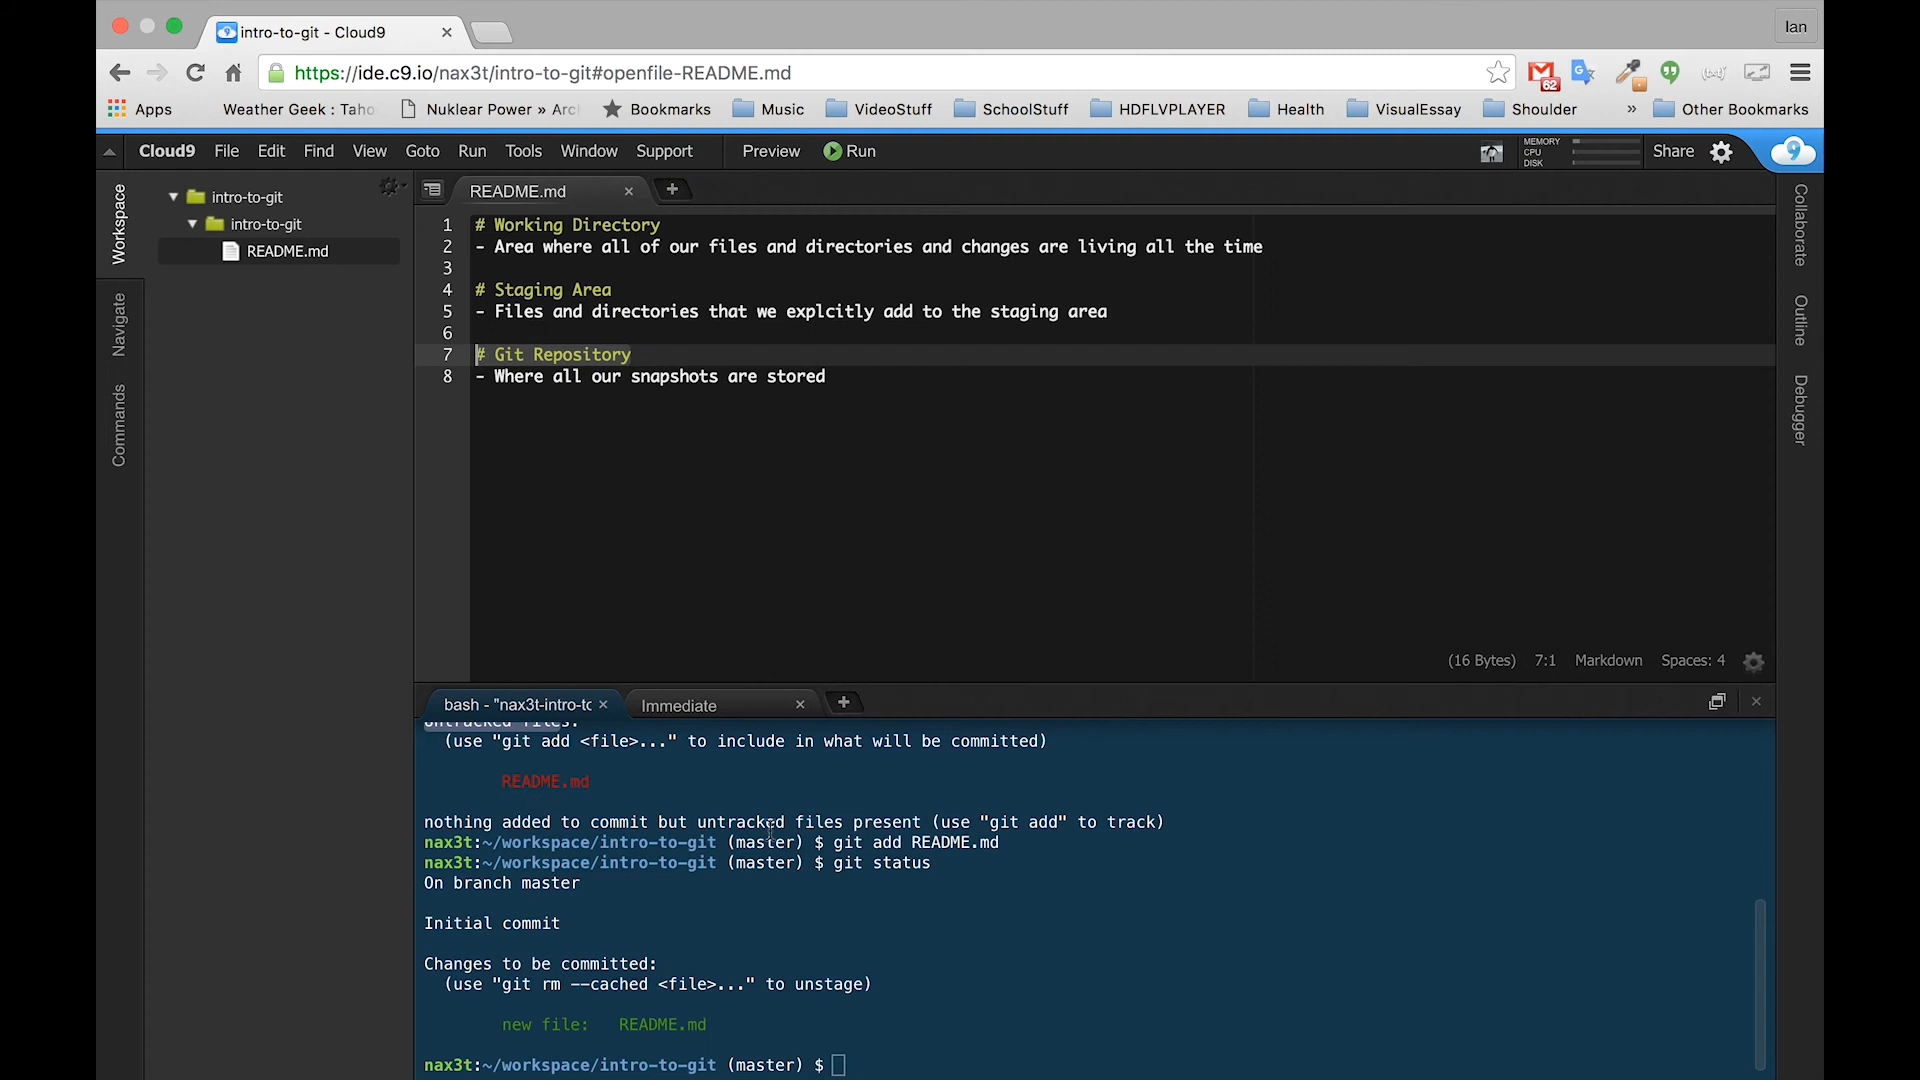 intro-to-git - Cloud9
Ian
https://ide.c9.io/nax3t/intro-to-git#openfile-README.md
62
Apps Weather Geek : Taho Nuklear Power » Arc Bookmarks Music VideoStuff SchoolStuff HDFLVPLAYER Health VisualEssay Shoulder » Other Bookmarks
Cloud9 File Edit Find View Goto Run Tools Window Support Preview Run MEMORY CPU DISK Share 9
Workspace
Navigate
Commands
intro-to-git
intro-to-git
README.md
README.md
1 # Working Directory
2 - Area where all of our files and directories and changes are living all the time
3
4 # Staging Area
5 - Files and directories that we explcitly add to the staging area
6
7 # Git Repository
8 - Where all our snapshots are stored
Collaborate
Outline
Debugger
(16 Bytes) 7:1 Markdown Spaces: 4
bash - "nax3t-intro-to Immediate
Untracked files:
(use "git add <file>..." to include in what will be committed)
README.md
nothing added to commit but untracked files present (use "git add" to track)
nax3t:~/workspace/intro-to-git (master) $ git add README.md
nax3t:~/workspace/intro-to-git (master) $ git status
On branch master
Initial commit
Changes to be committed:
(use "git rm --cached <file>..." to unstage)
new file: README.md
nax3t:~/workspace/intro-to-git (master) $